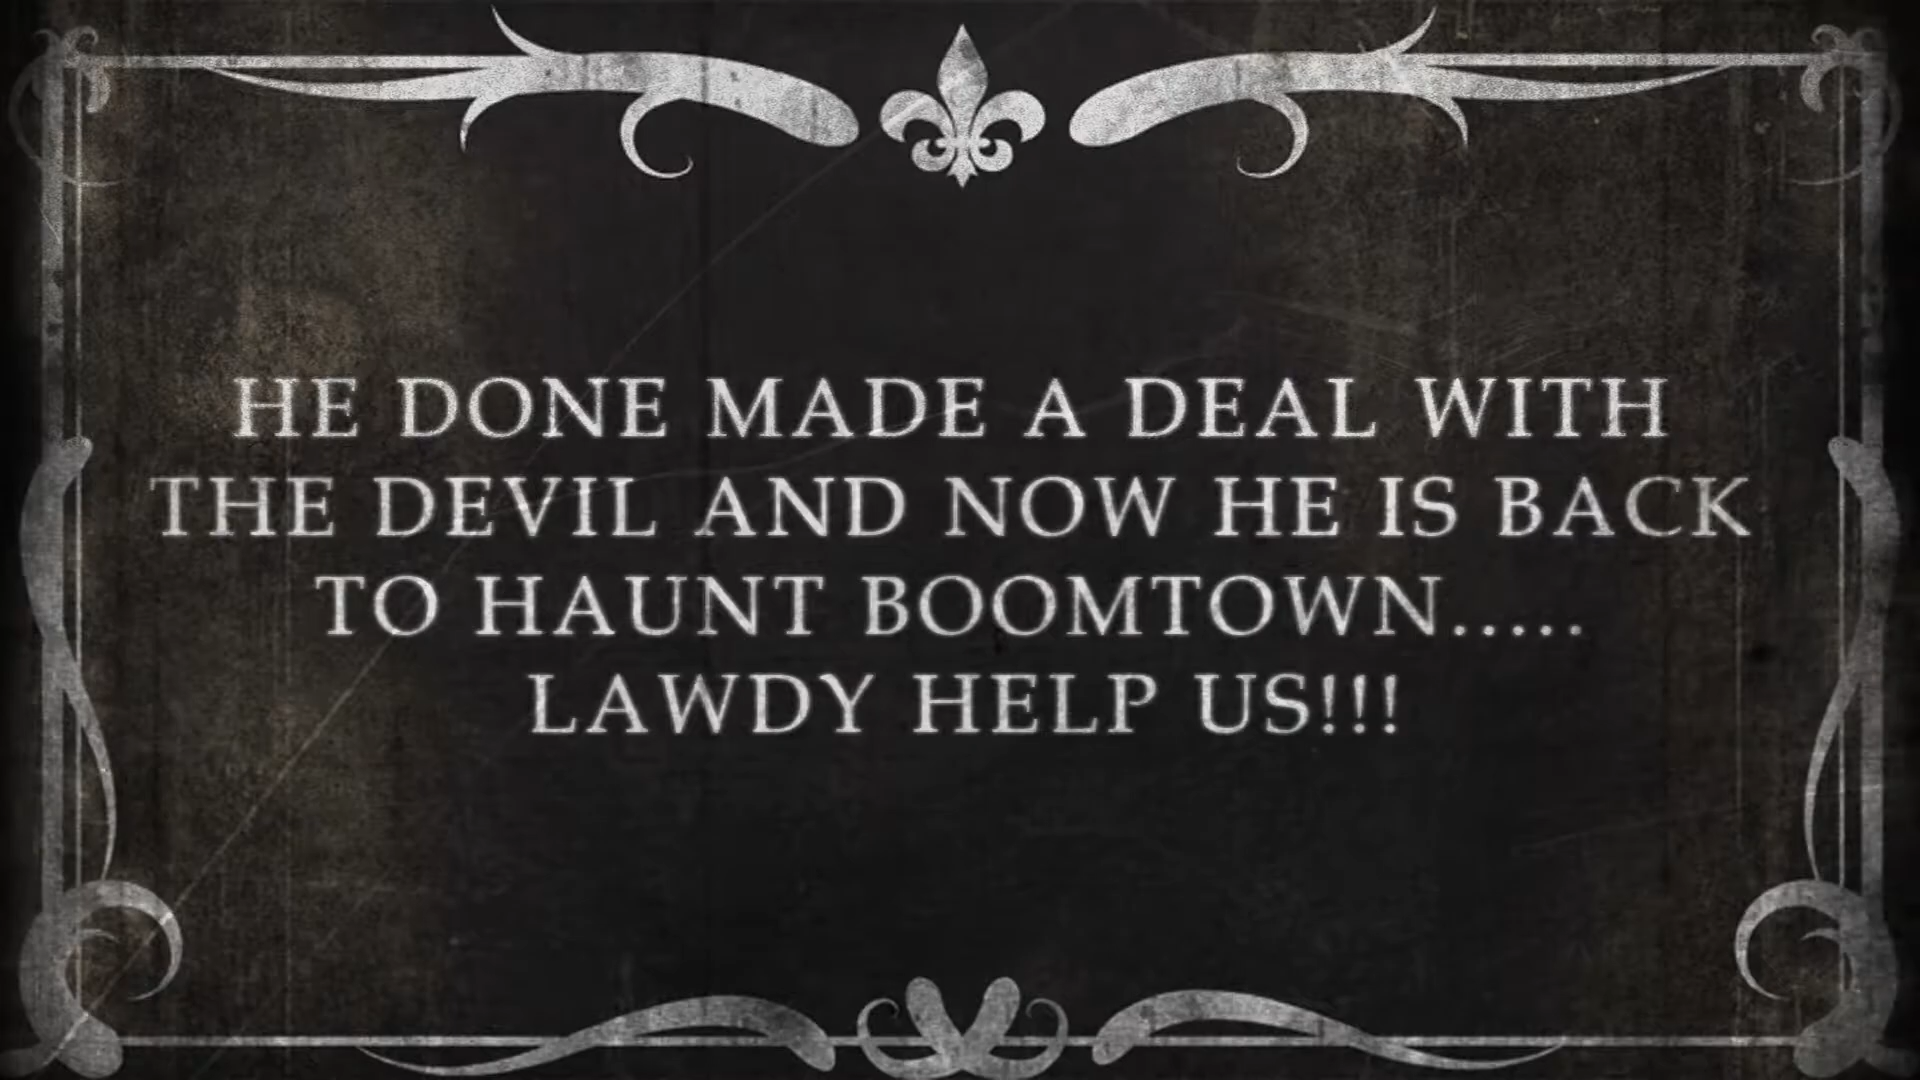 HE DONE MADE A DEAL WITH
THE DEVIL AND NOW HE IS BACK
TO HAUNT BOOMTOWN.....
LAWDY HELP US!!!